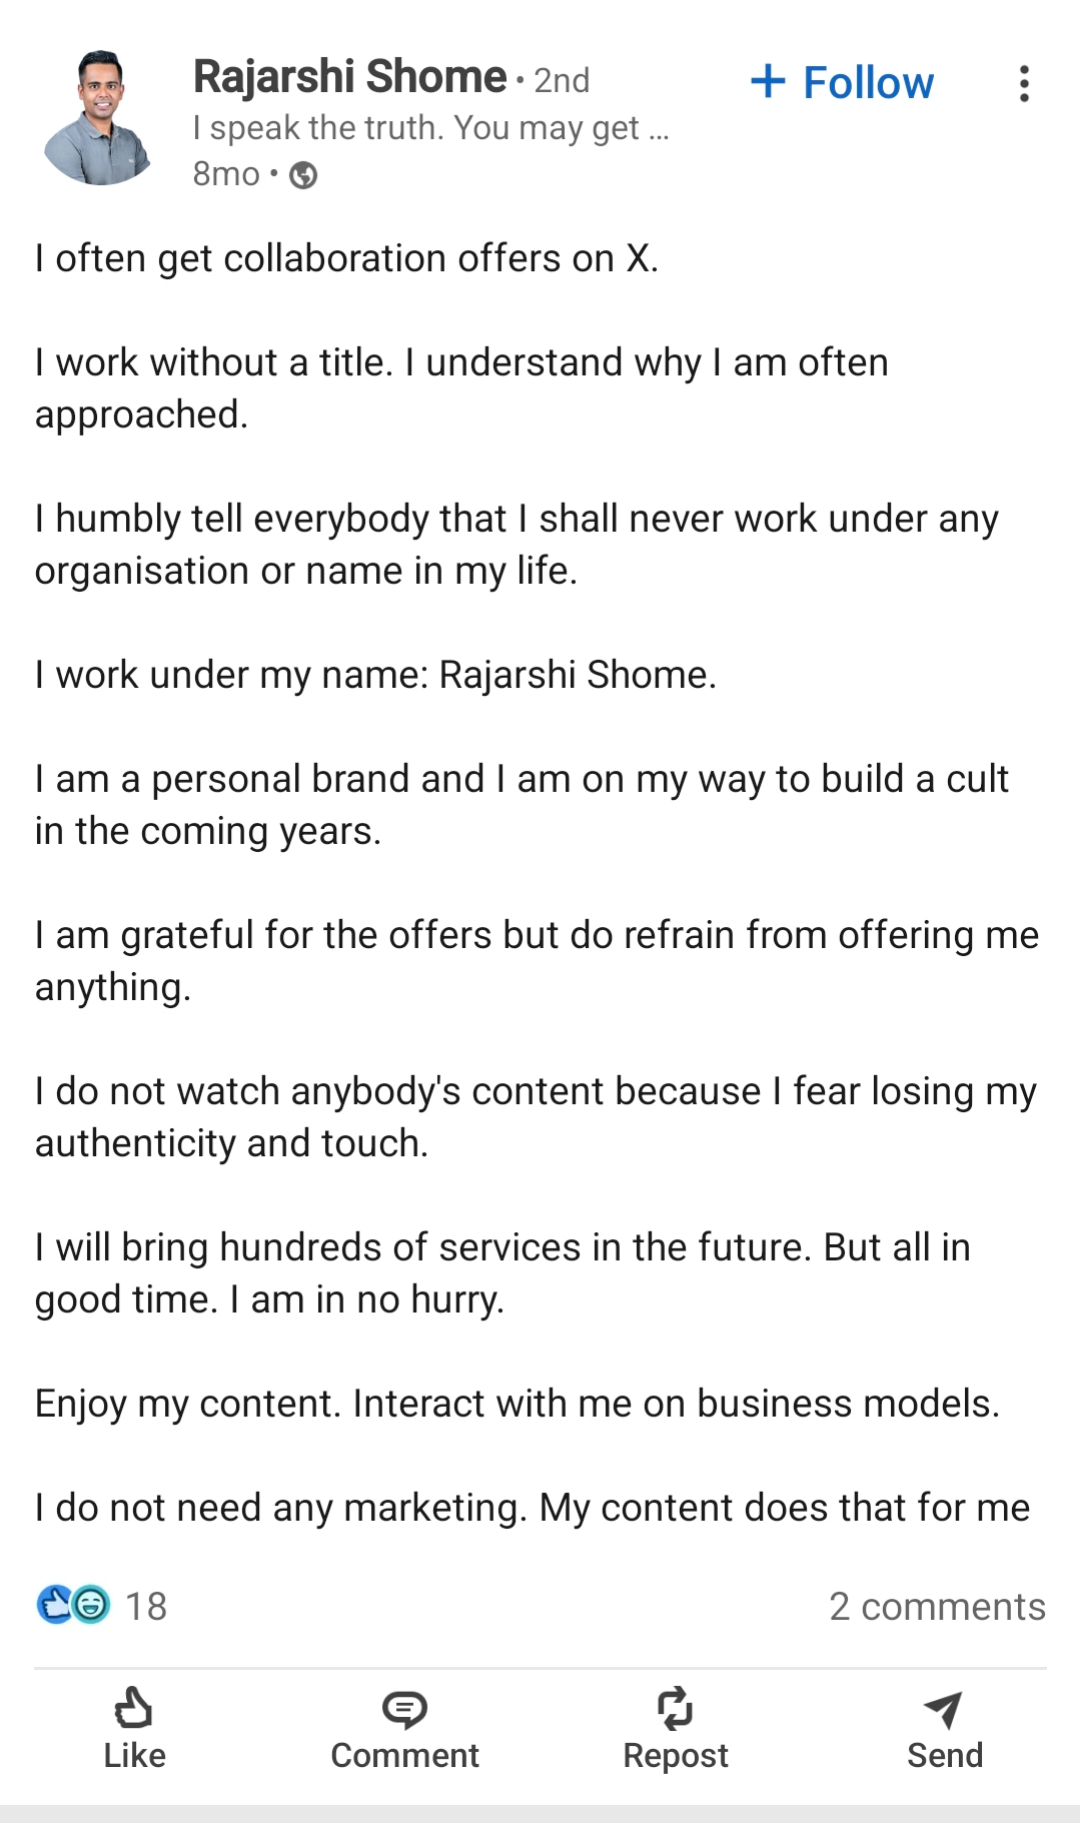 Rajarshi Shome • 2nd
+ Follow
I speak the truth. You may get ...
8mo •
I often get collaboration offers on X.
I work without a title. I understand why I am often
approached.
I humbly tell everybody that I shall never work under any
organisation or name in my life.
I work under my name: Rajarshi Shome.
I am a personal brand and I am on my way to build a cult
in the coming years.
I am grateful for the offers but do refrain from offering me
anything.
I do not watch anybody's content because I fear losing my
authenticity and touch.
I will bring hundreds of services in the future. But all in
good time. I am in no hurry.
Enjoy my content. Interact with me on business models.
I do not need any marketing. My content does that for me
18
2 comments
Like
Comment
Repost
Send